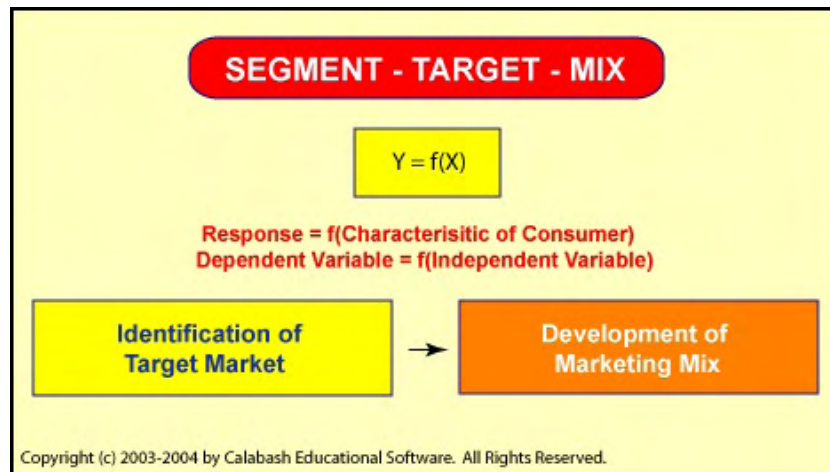 SEGMENT - TARGET - MIX
Y = f(X)
Response = f(Characterisitic of Consumer)
Dependent Variable = f(Independent Variable)
Identification of
Target Market
Development of
Marketing Mix
Copyright (c) 2003-2004 by Calabash Educational Software. All Rights Reserved.